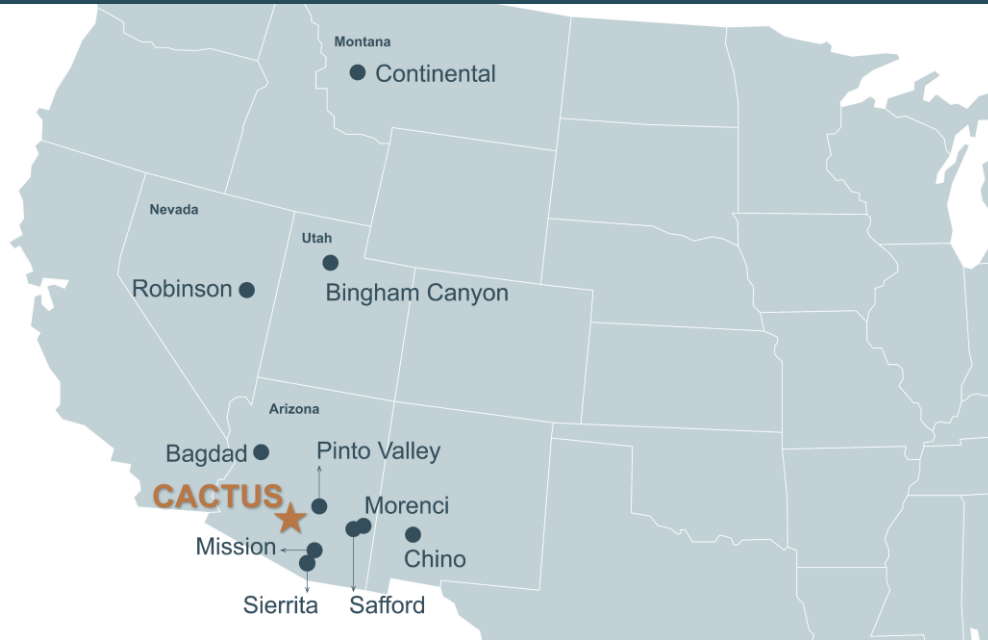 Montana
Continental
Nevada
Utah
Robinson
Bingham Canyon
Arizona
Bagdad
Pinto Valley
CACTUS
Morenci
Mission
Chino
Sierrita
Safford